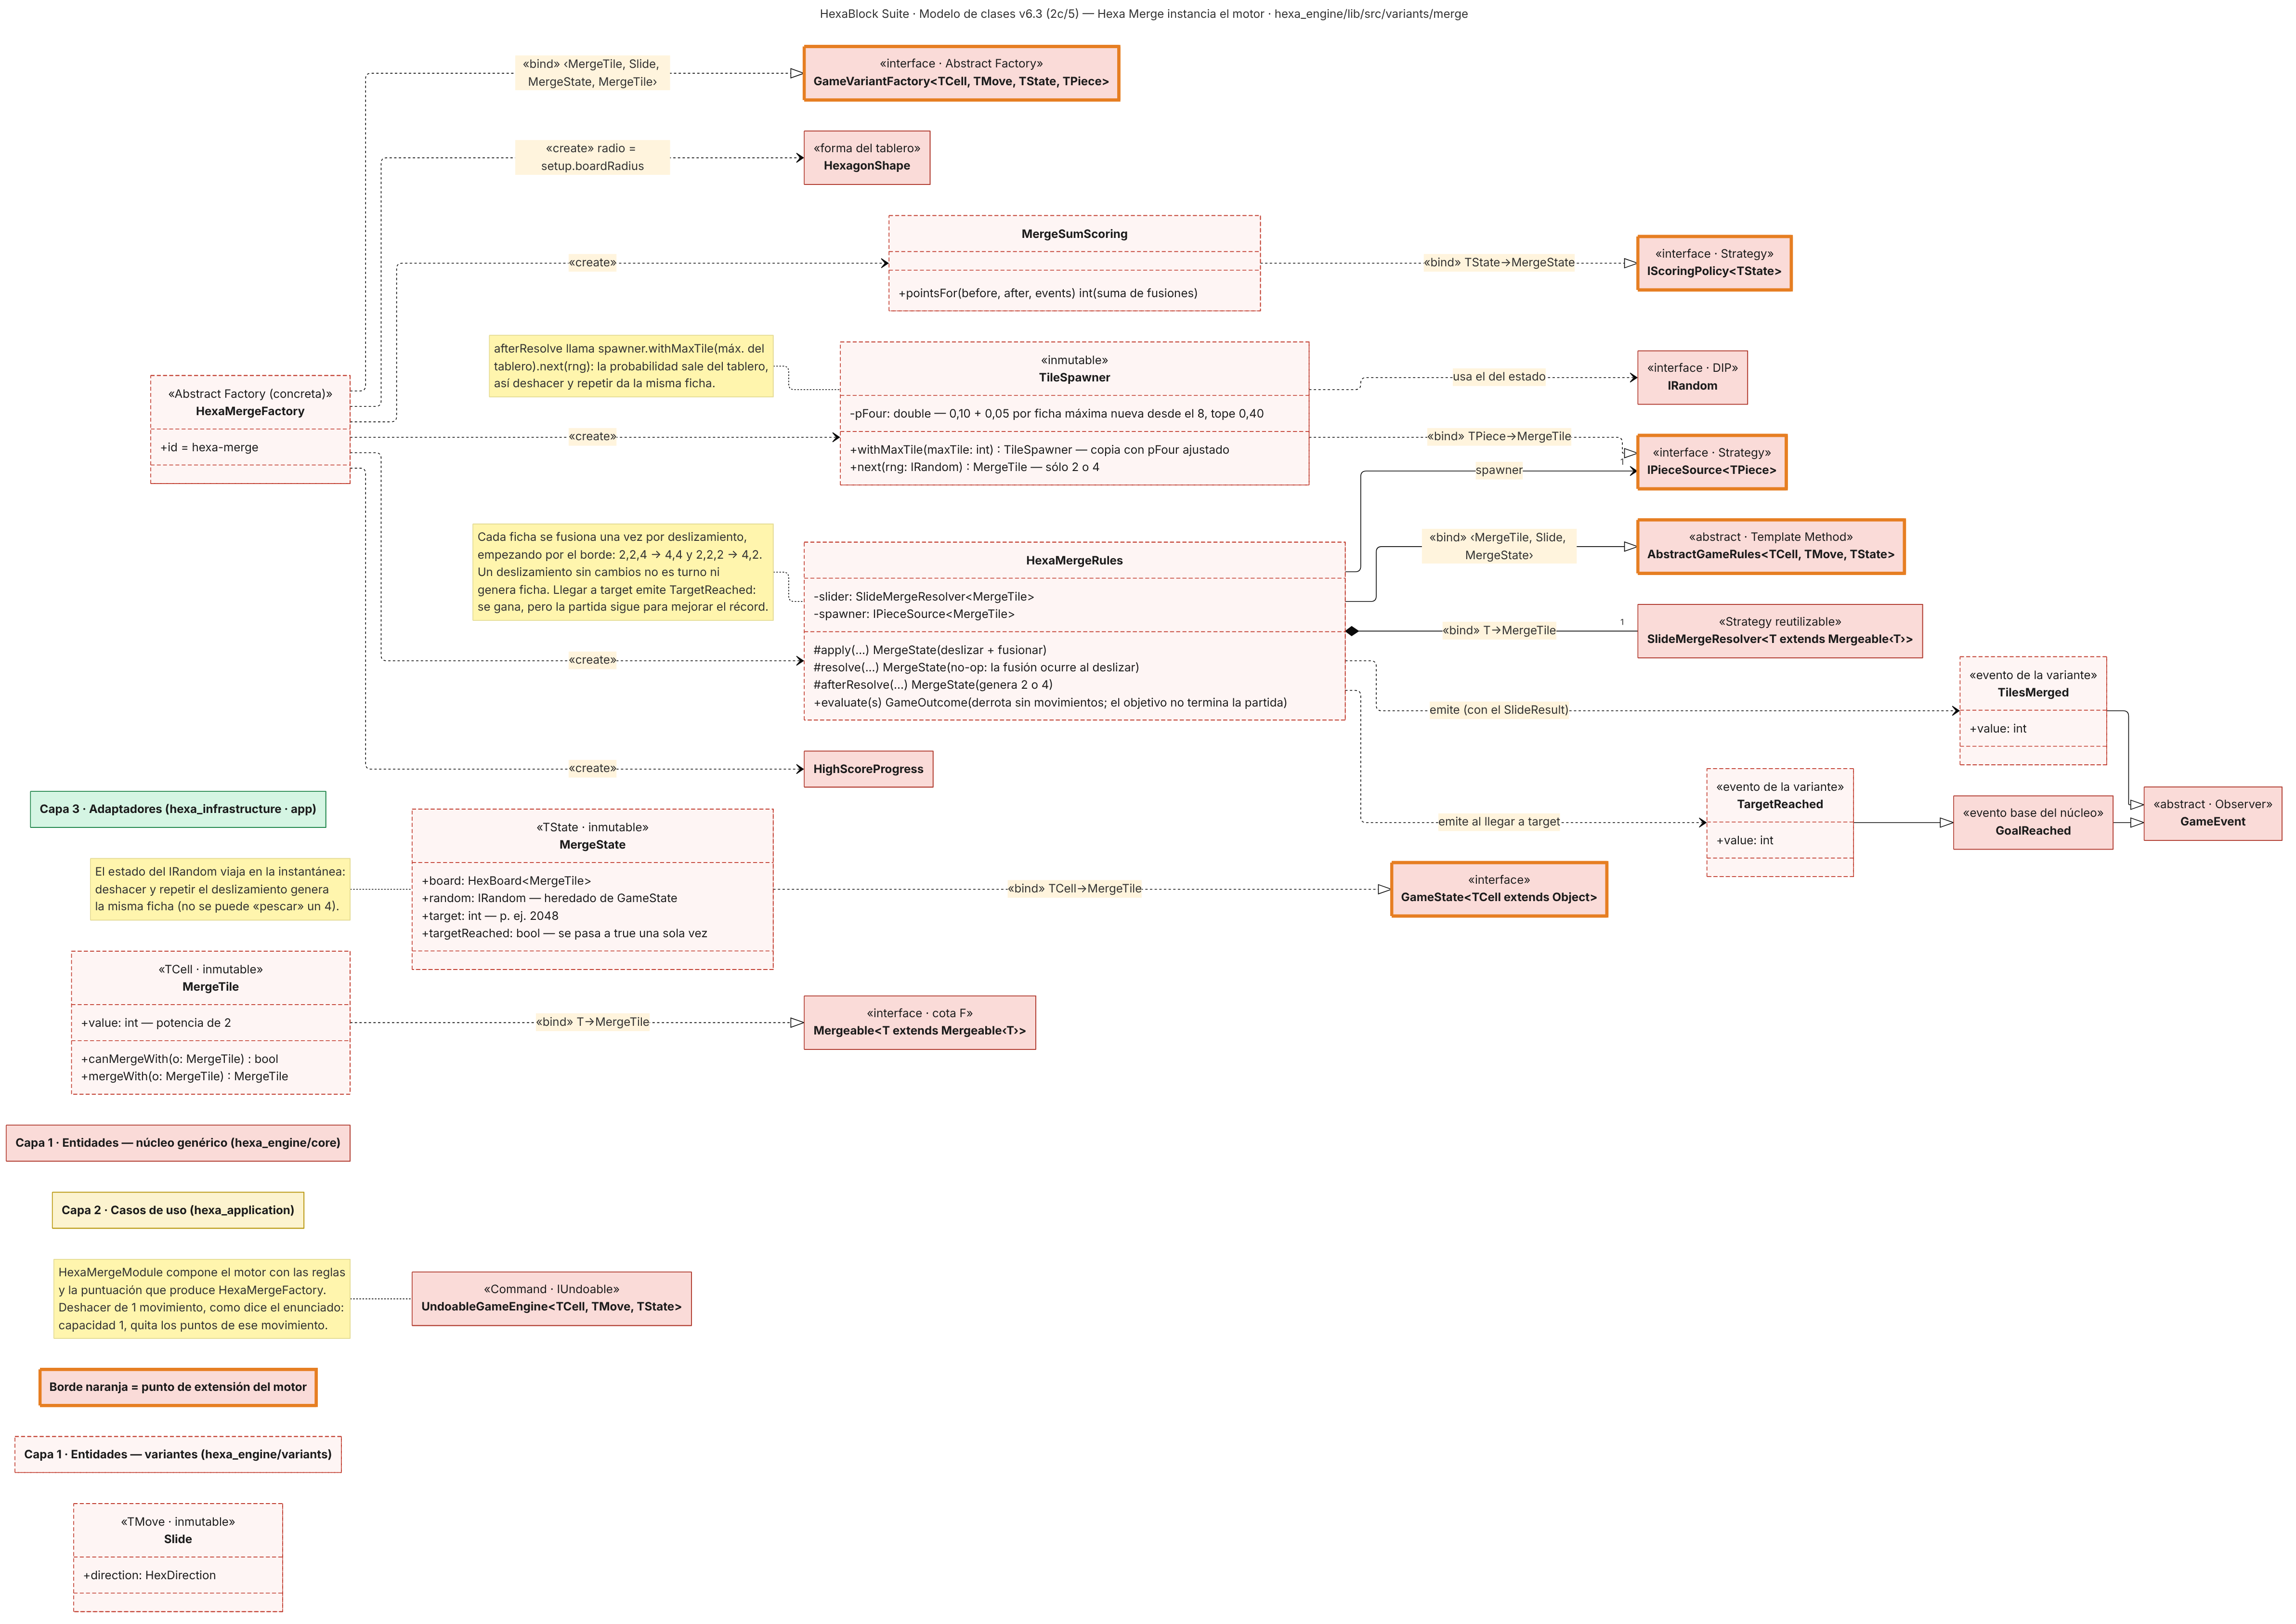 HexaBlock Suite · Modelo de clases v6.3 (2c/5) — Hexa Merge instancia el motor · hexa_engine/lib/src/variants/merge
«bind» ‹MergeTile, Slide,
MergeState, MergeTile›
«interface · Abstract Factory»
GameVariantFactory<TCell, TMove, TState, TPiece>
«create» radio =
setup.boardRadius
«forma del tablero»
HexagonShape
MergeSumScoring
+pointsFor(before, after, events) int(suma de fusiones)
«create»
«bind» TState→MergeState
«interface · Strategy»
IScoringPolicy<TState>
afterResolve llama spawner.withMaxTile(máx. del
tablero).next(rng): la probabilidad sale del tablero,
así deshacer y repetir da la misma ficha.
«inmutable»
TileSpawner
-pFour: double — 0,10 + 0,05 por ficha máxima nueva desde el 8, tope 0,40
+withMaxTile(maxTile: int) : TileSpawner — copia con pFour ajustado
+next(rng: IRandom) : MergeTile — sólo 2 o 4
usa el del estado
«interface · DIP»
IRandom
«Abstract Factory (concreta)»
HexaMergeFactory
+id = hexa-merge
«create»
«bind» TPiece→MergeTile
«interface · Strategy»
IPieceSource<TPiece>
1
spawner
Cada ficha se fusiona una vez por deslizamiento,
empezando por el borde: 2,2,4 → 4,4 y 2,2,2 → 4,2.
Un deslizamiento sin cambios no es turno ni
genera ficha. Llegar a target emite TargetReached:
se gana, pero la partida sigue para mejorar el récord.
HexaMergeRules
-slider: SlideMergeResolver<MergeTile>
-spawner: IPieceSource<MergeTile>
#apply(...) MergeState(deslizar + fusionar)
#resolve(...) MergeState(no-op: la fusión ocurre al deslizar)
#afterResolve(...) MergeState(genera 2 o 4)
+evaluate(s) GameOutcome(derrota sin movimientos; el objetivo no termina la partida)
«bind» ‹MergeTile, Slide,
MergeState›
«abstract · Template Method»
AbstractGameRules<TCell, TMove, TState>
«bind» T→MergeTile
1
«Strategy reutilizable»
SlideMergeResolver<T extends Mergeable‹T›>
«create»
emite (con el SlideResult)
«evento de la variante»
TilesMerged
+value: int
«create»
HighScoreProgress
emite al llegar a target
«evento de la variante»
TargetReached
+value: int
«evento base del núcleo»
GoalReached
«abstract · Observer»
GameEvent
Capa 3 · Adaptadores (hexa_infrastructure · app)
El estado del IRandom viaja en la instantánea:
deshacer y repetir el deslizamiento genera
la misma ficha (no se puede «pescar» un 4).
«TState · inmutable»
MergeState
+board: HexBoard<MergeTile>
+random: IRandom — heredado de GameState
+target: int — p. ej. 2048
+targetReached: bool — se pasa a true una sola vez
«bind» TCell→MergeTile
«interface»
GameState<TCell extends Object>
«TCell · inmutable»
MergeTile
+value: int — potencia de 2
+canMergeWith(o: MergeTile) : bool
+mergeWith(o: MergeTile) : MergeTile
«bind» T→MergeTile
«interface · cota F»
Mergeable<T extends Mergeable‹T›>
Capa 1 · Entidades — núcleo genérico (hexa_engine/core)
Capa 2 · Casos de uso (hexa_application)
HexaMergeModule compone el motor con las reglas
y la puntuación que produce HexaMergeFactory.
Deshacer de 1 movimiento, como dice el enunciado:
capacidad 1, quita los puntos de ese movimiento.
«Command · IUndoable»
UndoableGameEngine<TCell, TMove, TState>
Borde naranja = punto de extensión del motor
Capa 1 · Entidades — variantes (hexa_engine/variants)
«TMove · inmutable»
Slide
+direction: HexDirection